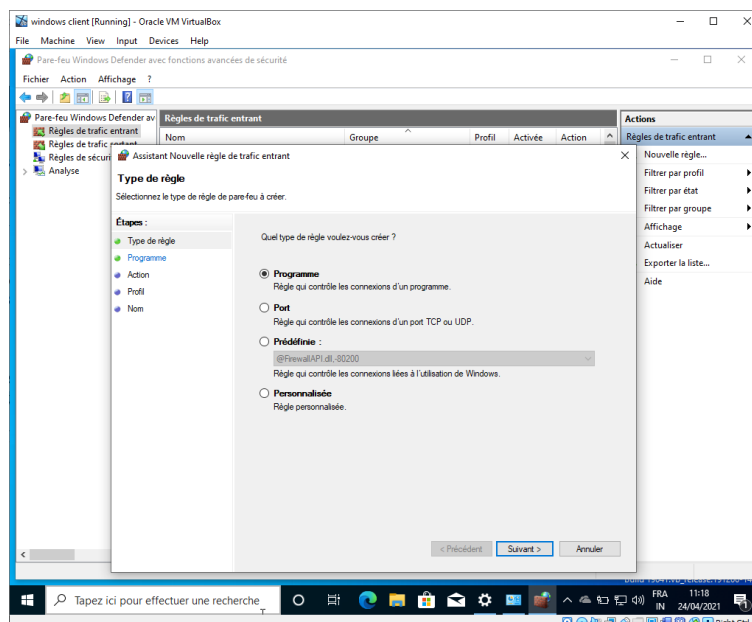 windows client [Running] - Oracle VM VirtualBox
File Machine View Input Devices Help
Pare-feu Windows Defender avec fonctions avancées de sécurité
Fichier Action Affichage ?
Pare-feu Windows Defender av
Règles de trafic entrant
Actions
Règles de trafic entrant
Nom Groupe Profil Activée Action
Règles de trafic entrant
Règles de trafic sortant
Règles de sécuri
Analyse
Nouvelle règle...
Filtrer par profil
Filtrer par état
Filtrer par groupe
Affichage
Actualiser
Exporter la liste...
Aide
Assistant Nouvelle règle de trafic entrant
Type de règle
Sélectionnez le type de règle de pare-feu à créer.
Étapes :
Type de règle
Programme
Action
Profil
Nom
Quel type de règle voulez-vous créer ?
Programme
Règle qui contrôle les connexions d'un programme.
Port
Règle qui contrôle les connexions d'un port TCP ou UDP.
Prédéfinie :
@FirewallAPI.dll,-80200
Règle qui contrôle les connexions liées à l'utilisation de Windows.
Personnalisée
Règle personnalisée.
< Précédent Suivant > Annuler
Tapez ici pour effectuer une recherche
FRA 11:18
IN 24/04/2021